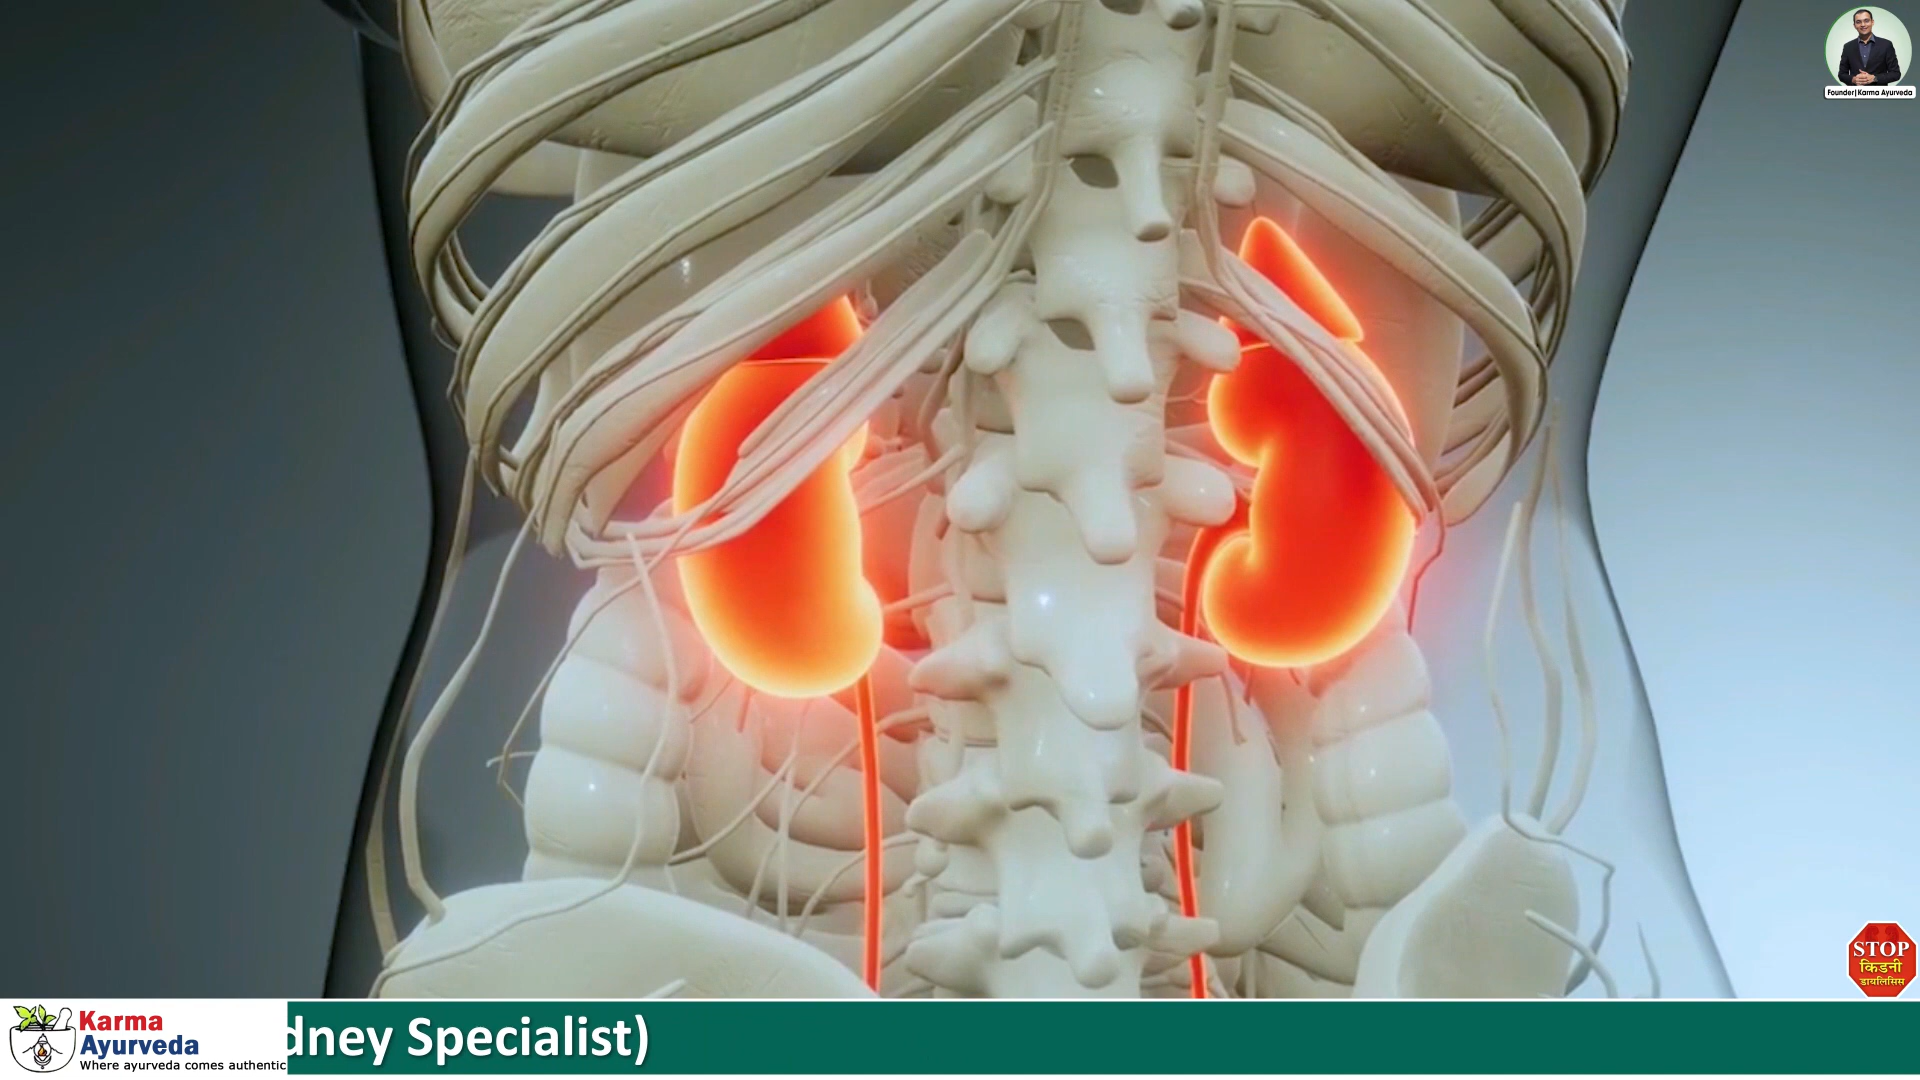 Founder|Karma Ayurveda
STOP
किडनी
डायलिसिस
Karma
Ayurveda
Where ayurveda comes authentic
dney Specialist)